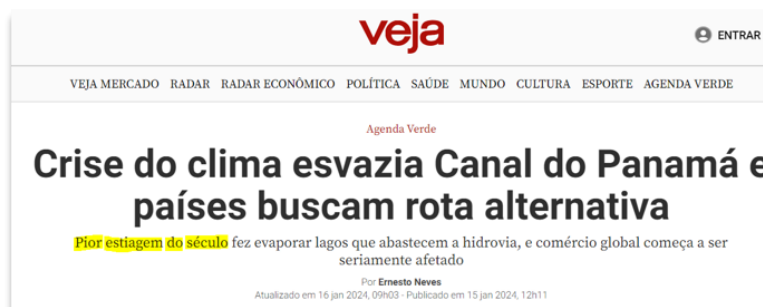 veja
ENTRAR
VEJA MERCADO RADAR RADAR ECONÔMICO POLÍTICA SAÚDE MUNDO CULTURA ESPORTE AGENDA VERDE
Agenda Verde
Crise do clima esvazia Canal do Panamá e
países buscam rota alternativa
Pior estiagem do século fez evaporar lagos que abastecem a hidrovia, e comércio global começa a ser
seriamente afetado
Por Ernesto Neves
Atualizado em 16 jan 2024, 09h03 - Publicado em 15 jan 2024, 12h11